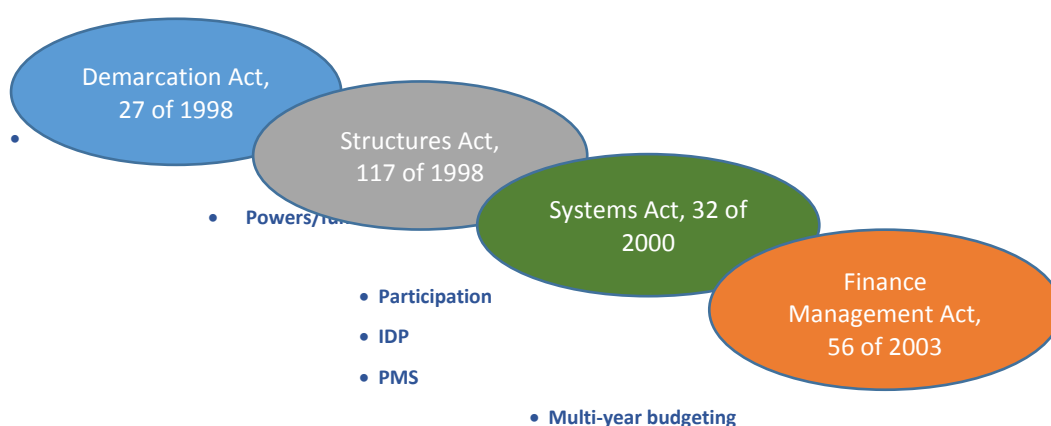 Demarcation Act,
27 of 1998
Structures Act,
117 of 1998
• Powers/
Systems Act, 32 of
2000
• Participation
Finance
Management Act,
56 of 2003
• IDP
• PMS
• Multi-year budgeting